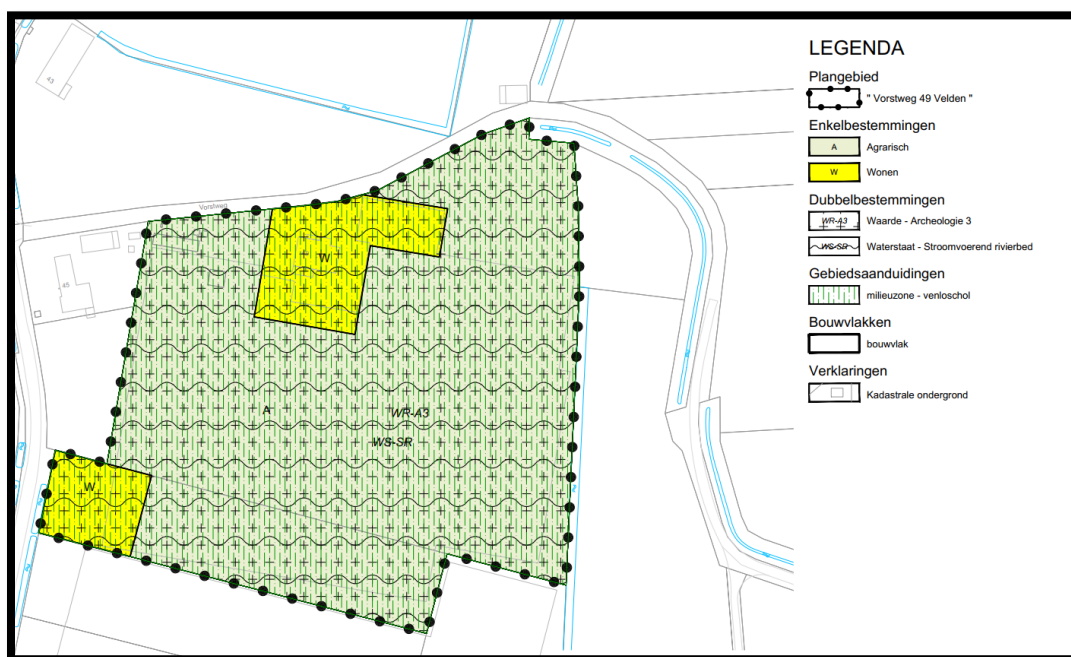 43
Vorstweg
45
W
A
WR-A3
WS-SR
W
LEGENDA
Plangebied
" Vorstweg 49 Velden "
Enkelbestemmingen
A Agrarisch
W Wonen
Dubbelbestemmingen
WR-A3 Waarde - Archeologie 3
WS-SR Waterstaat - Stroomvoerend rivierbed
Gebiedsaanduidingen
milieuzone - venloschol
Bouwvlakken
bouwvlak
Verklaringen
Kadastrale ondergrond